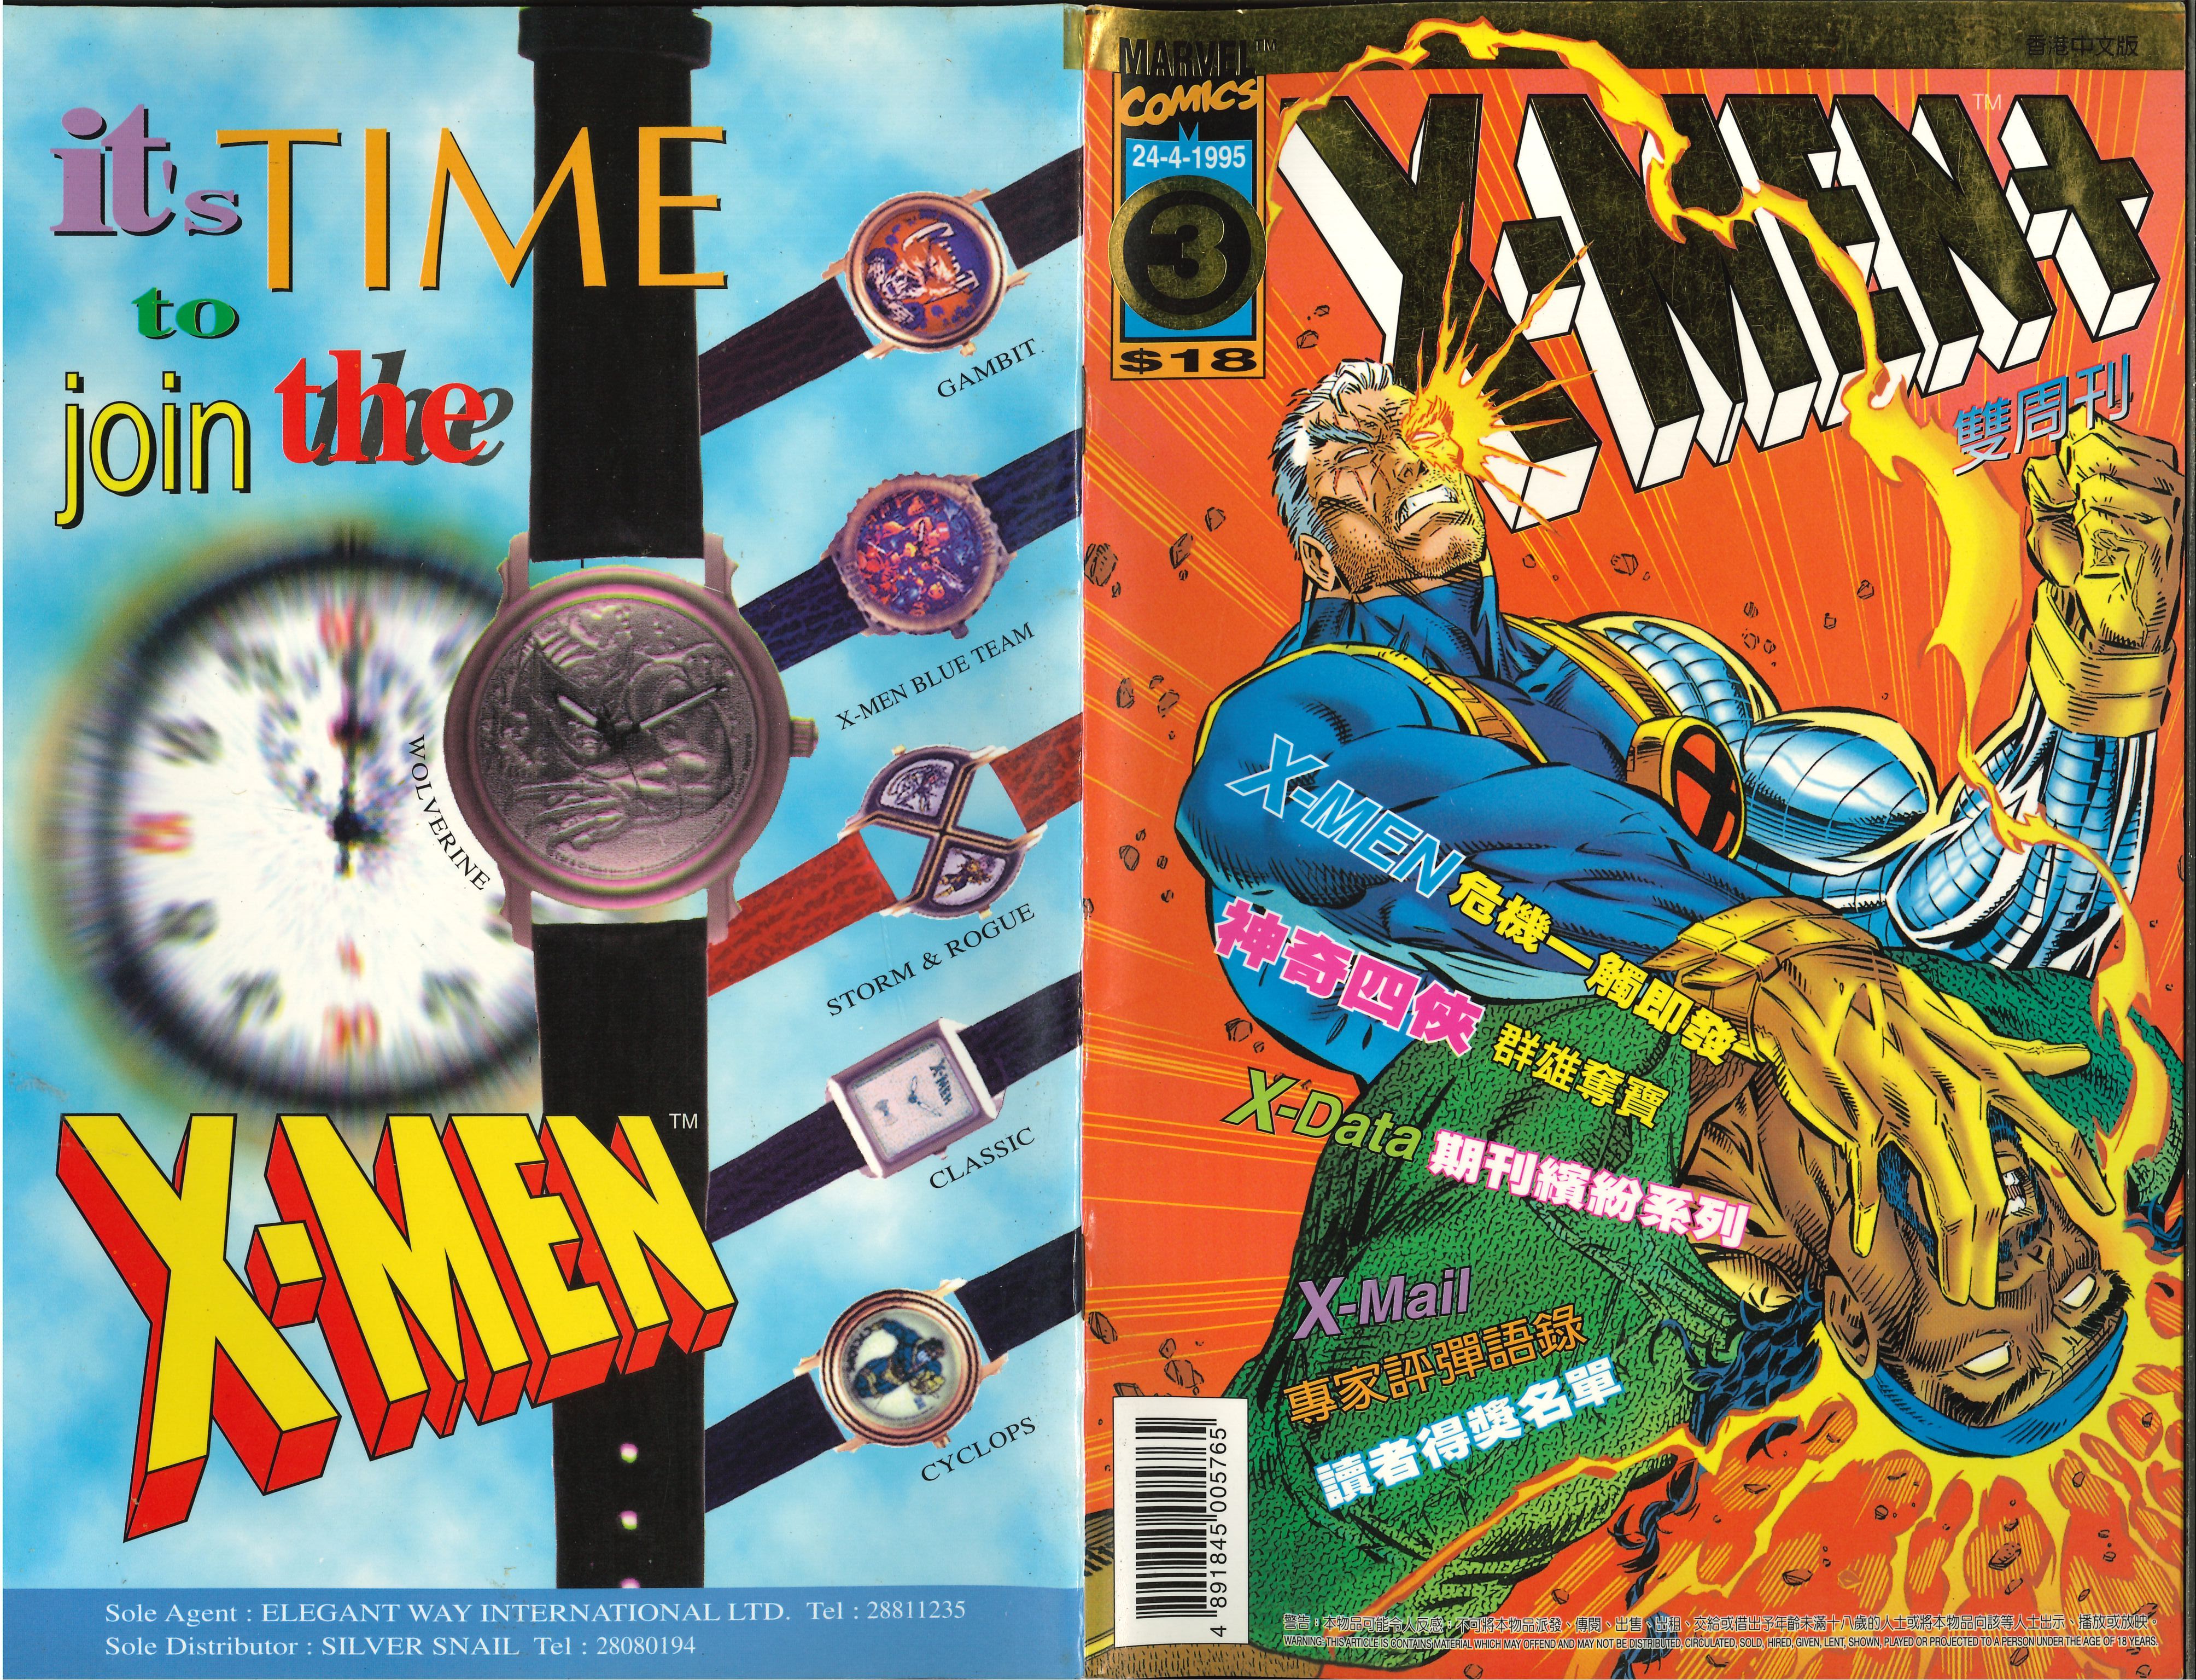 it's TIME
to
join the
GAMBIT
X-MEN BLUE TEAM
WOLVERINE
STORM & ROGUE
X-MEN
CLASSIC
CYCLOPS
X-MEN™
Sole Agent : ELEGANT WAY INTERNATIONAL LTD. Tel : 28811235
Sole Distributor : SILVER SNAIL Tel : 28080194
MARVEL™
COMICS
香港中文版
M
24-4-1995
3
$18
X-MEN+™
雙周刊
X-MEN 危機一觸即發
神奇四俠 群雄奪寶
X-Data 期刊繽紛系列
X-Mail
專家評彈語錄
讀者得獎名單
4 891845 005765
警告：本物品可能令人反感；不可將本物品派發、傳閱、出售、出租、交給或借出予年齡未滿十八歲的人士或將本物品向該等人士出示、播放或放映。
WARNING: THIS ARTICLE IS CONTAINS MATERIAL WHICH MAY OFFEND AND MAY NOT BE DISTRIBUTED, CIRCULATED, SOLD, HIRED, GIVEN, LENT, SHOWN, PLAYED OR PROJECTED TO A PERSON UNDER THE AGE OF 18 YEARS.